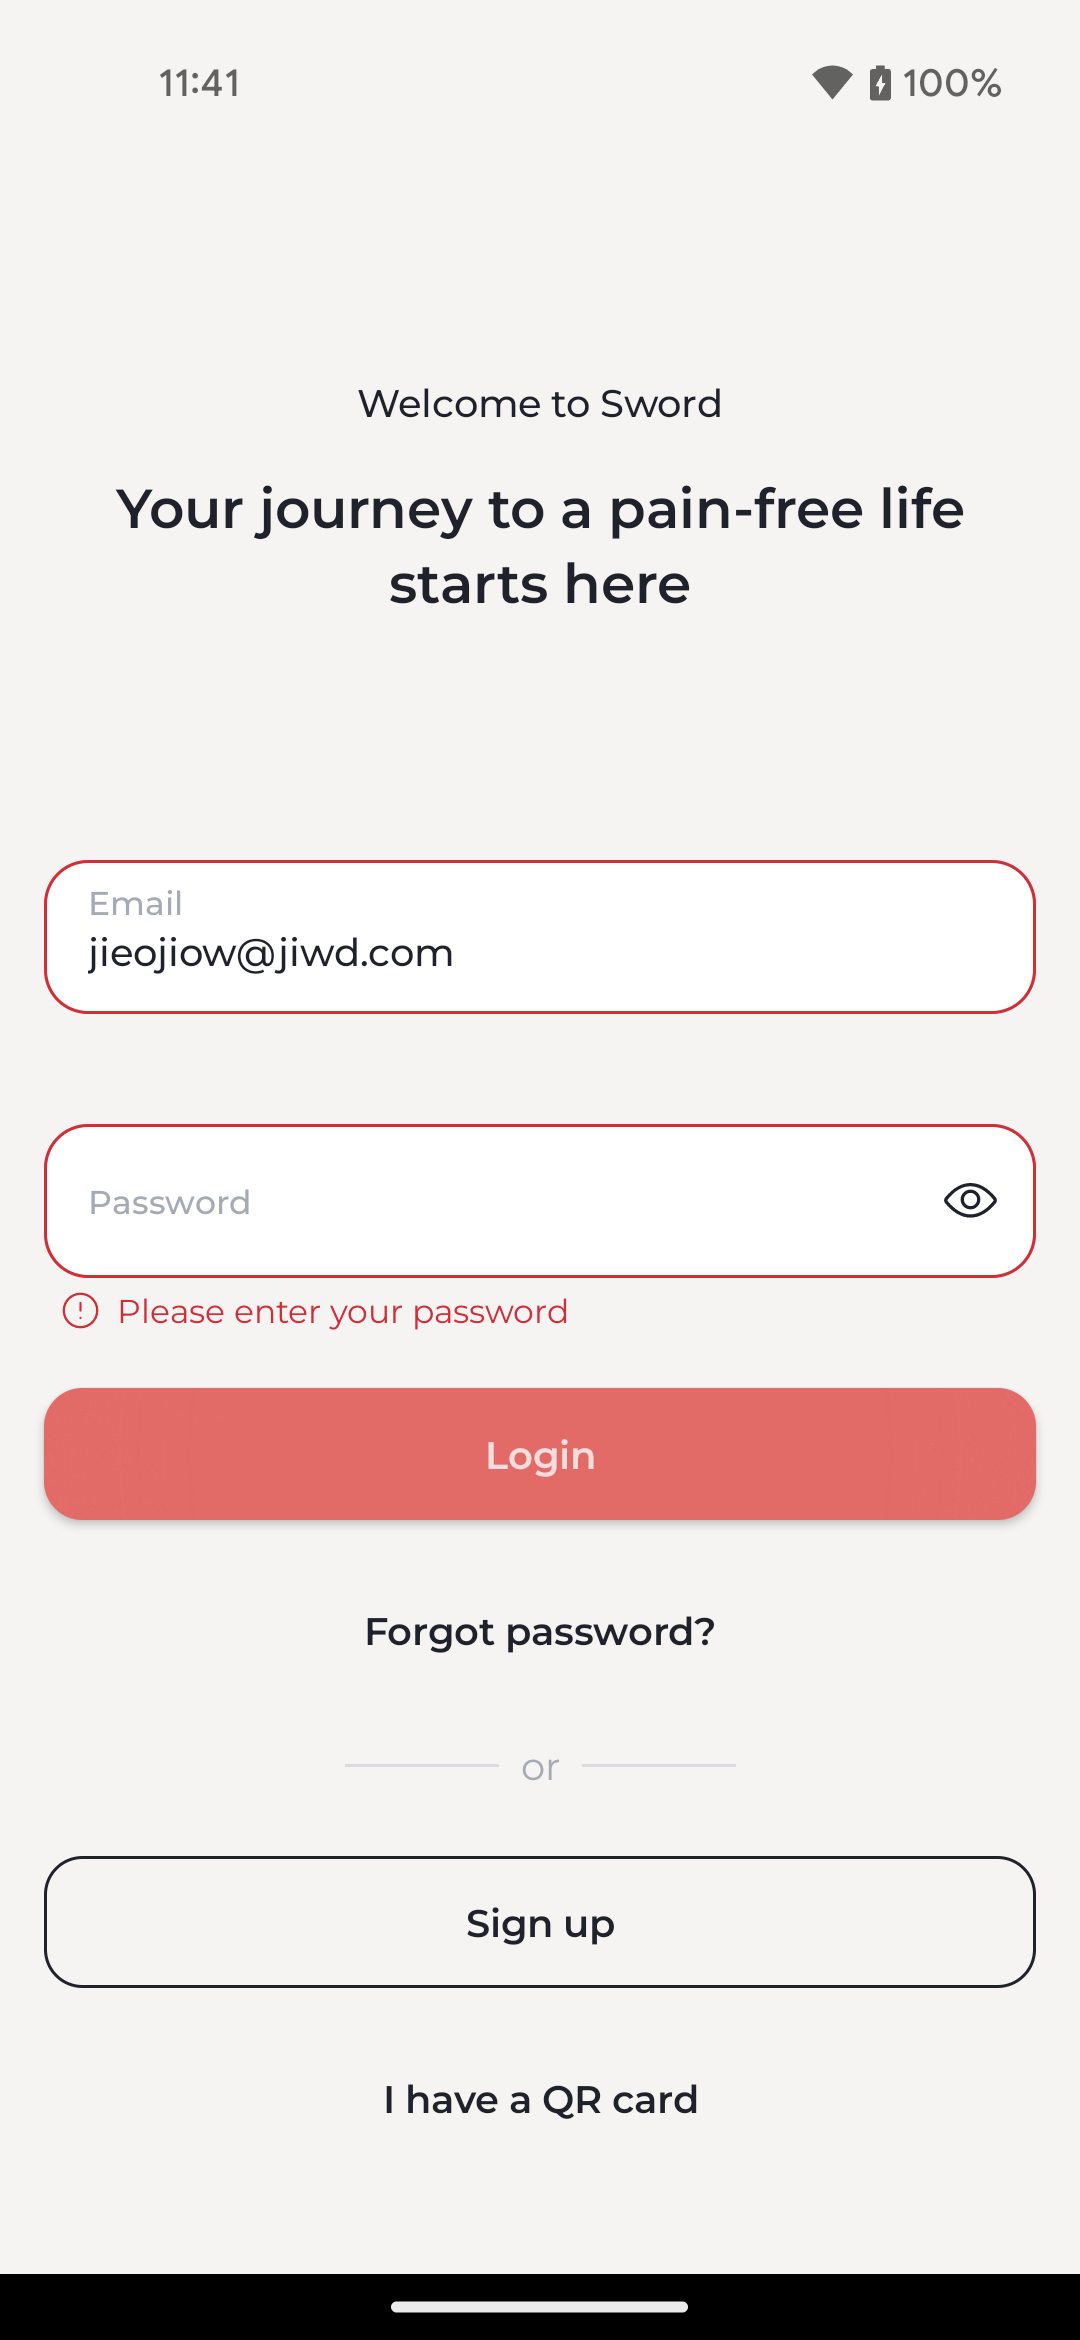 11:41
100%
Welcome to Sword
Your journey to a pain-free life
starts here
Email
jieojiow@jiwd.com
Password
Please enter your password
Login
Forgot password?
or
Sign up
I have a QR card